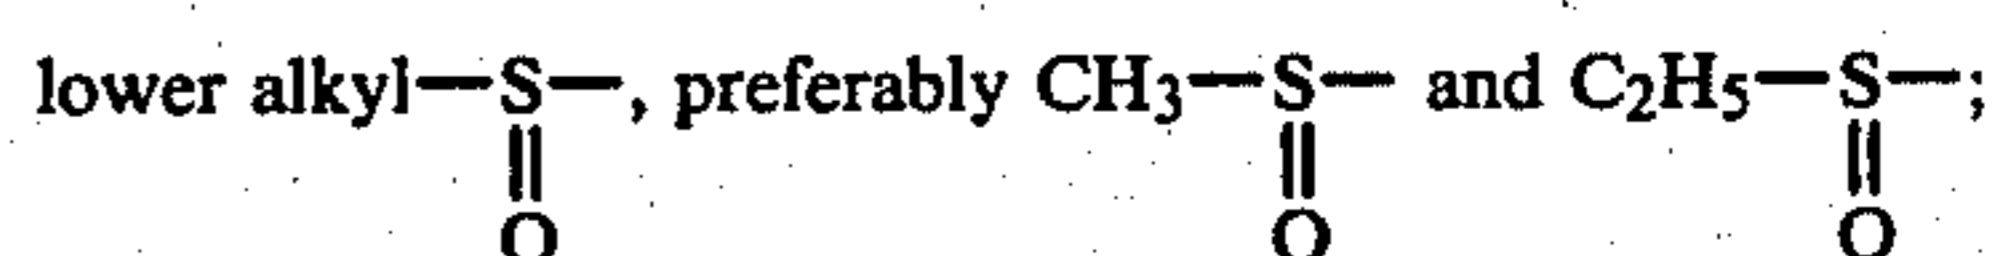 lower alkyl—S—, preferably CH₃—S— and C₂H₅—S—;
‖ ‖ ‖
O O O